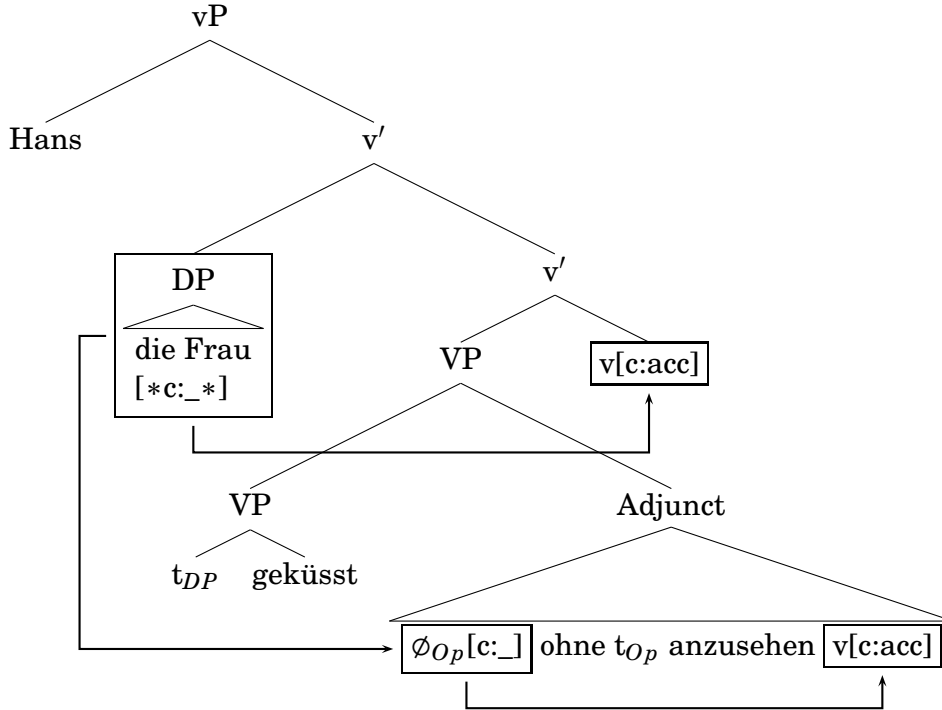 vP
Hans v′
DP v′
die Frau VP v[c:acc]
[∗c:_∗]
VP Adjunct
t_DP geküsst
∅_Op[c:_] ohne t_Op anzusehen v[c:acc]